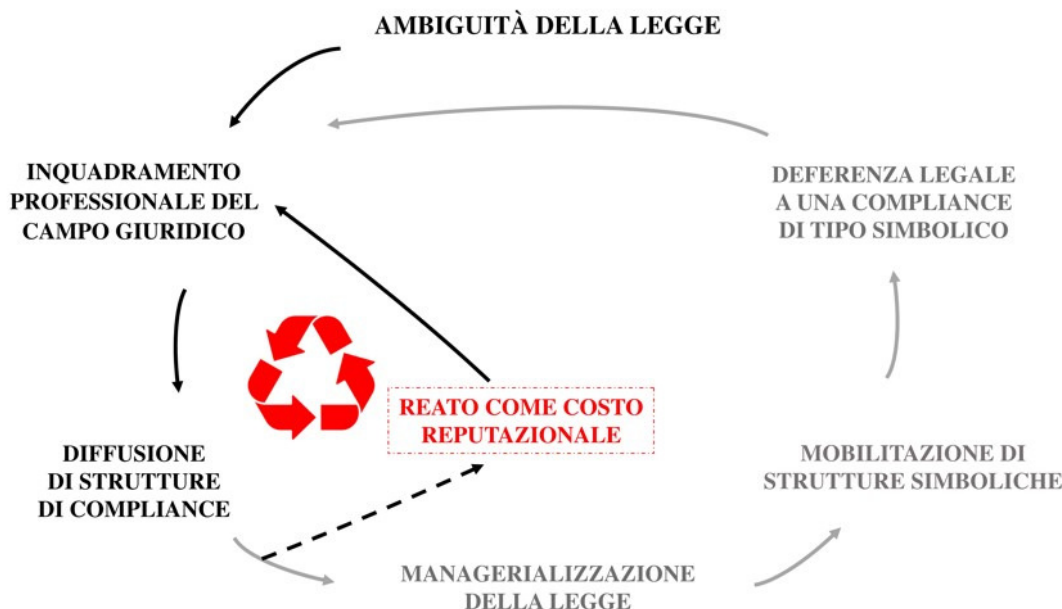 AMBIGUITÀ DELLA LEGGE
INQUADRAMENTO
PROFESSIONALE DEL
CAMPO GIURIDICO
DEFERENZA LEGALE
A UNA COMPLIANCE
DI TIPO SIMBOLICO
REATO COME COSTO
REPUTAZIONALE
DIFFUSIONE
DI STRUTTURE
DI COMPLIANCE
MOBILITAZIONE DI
STRUTTURE SIMBOLICHE
MANAGERIALIZZAZIONE
DELLA LEGGE